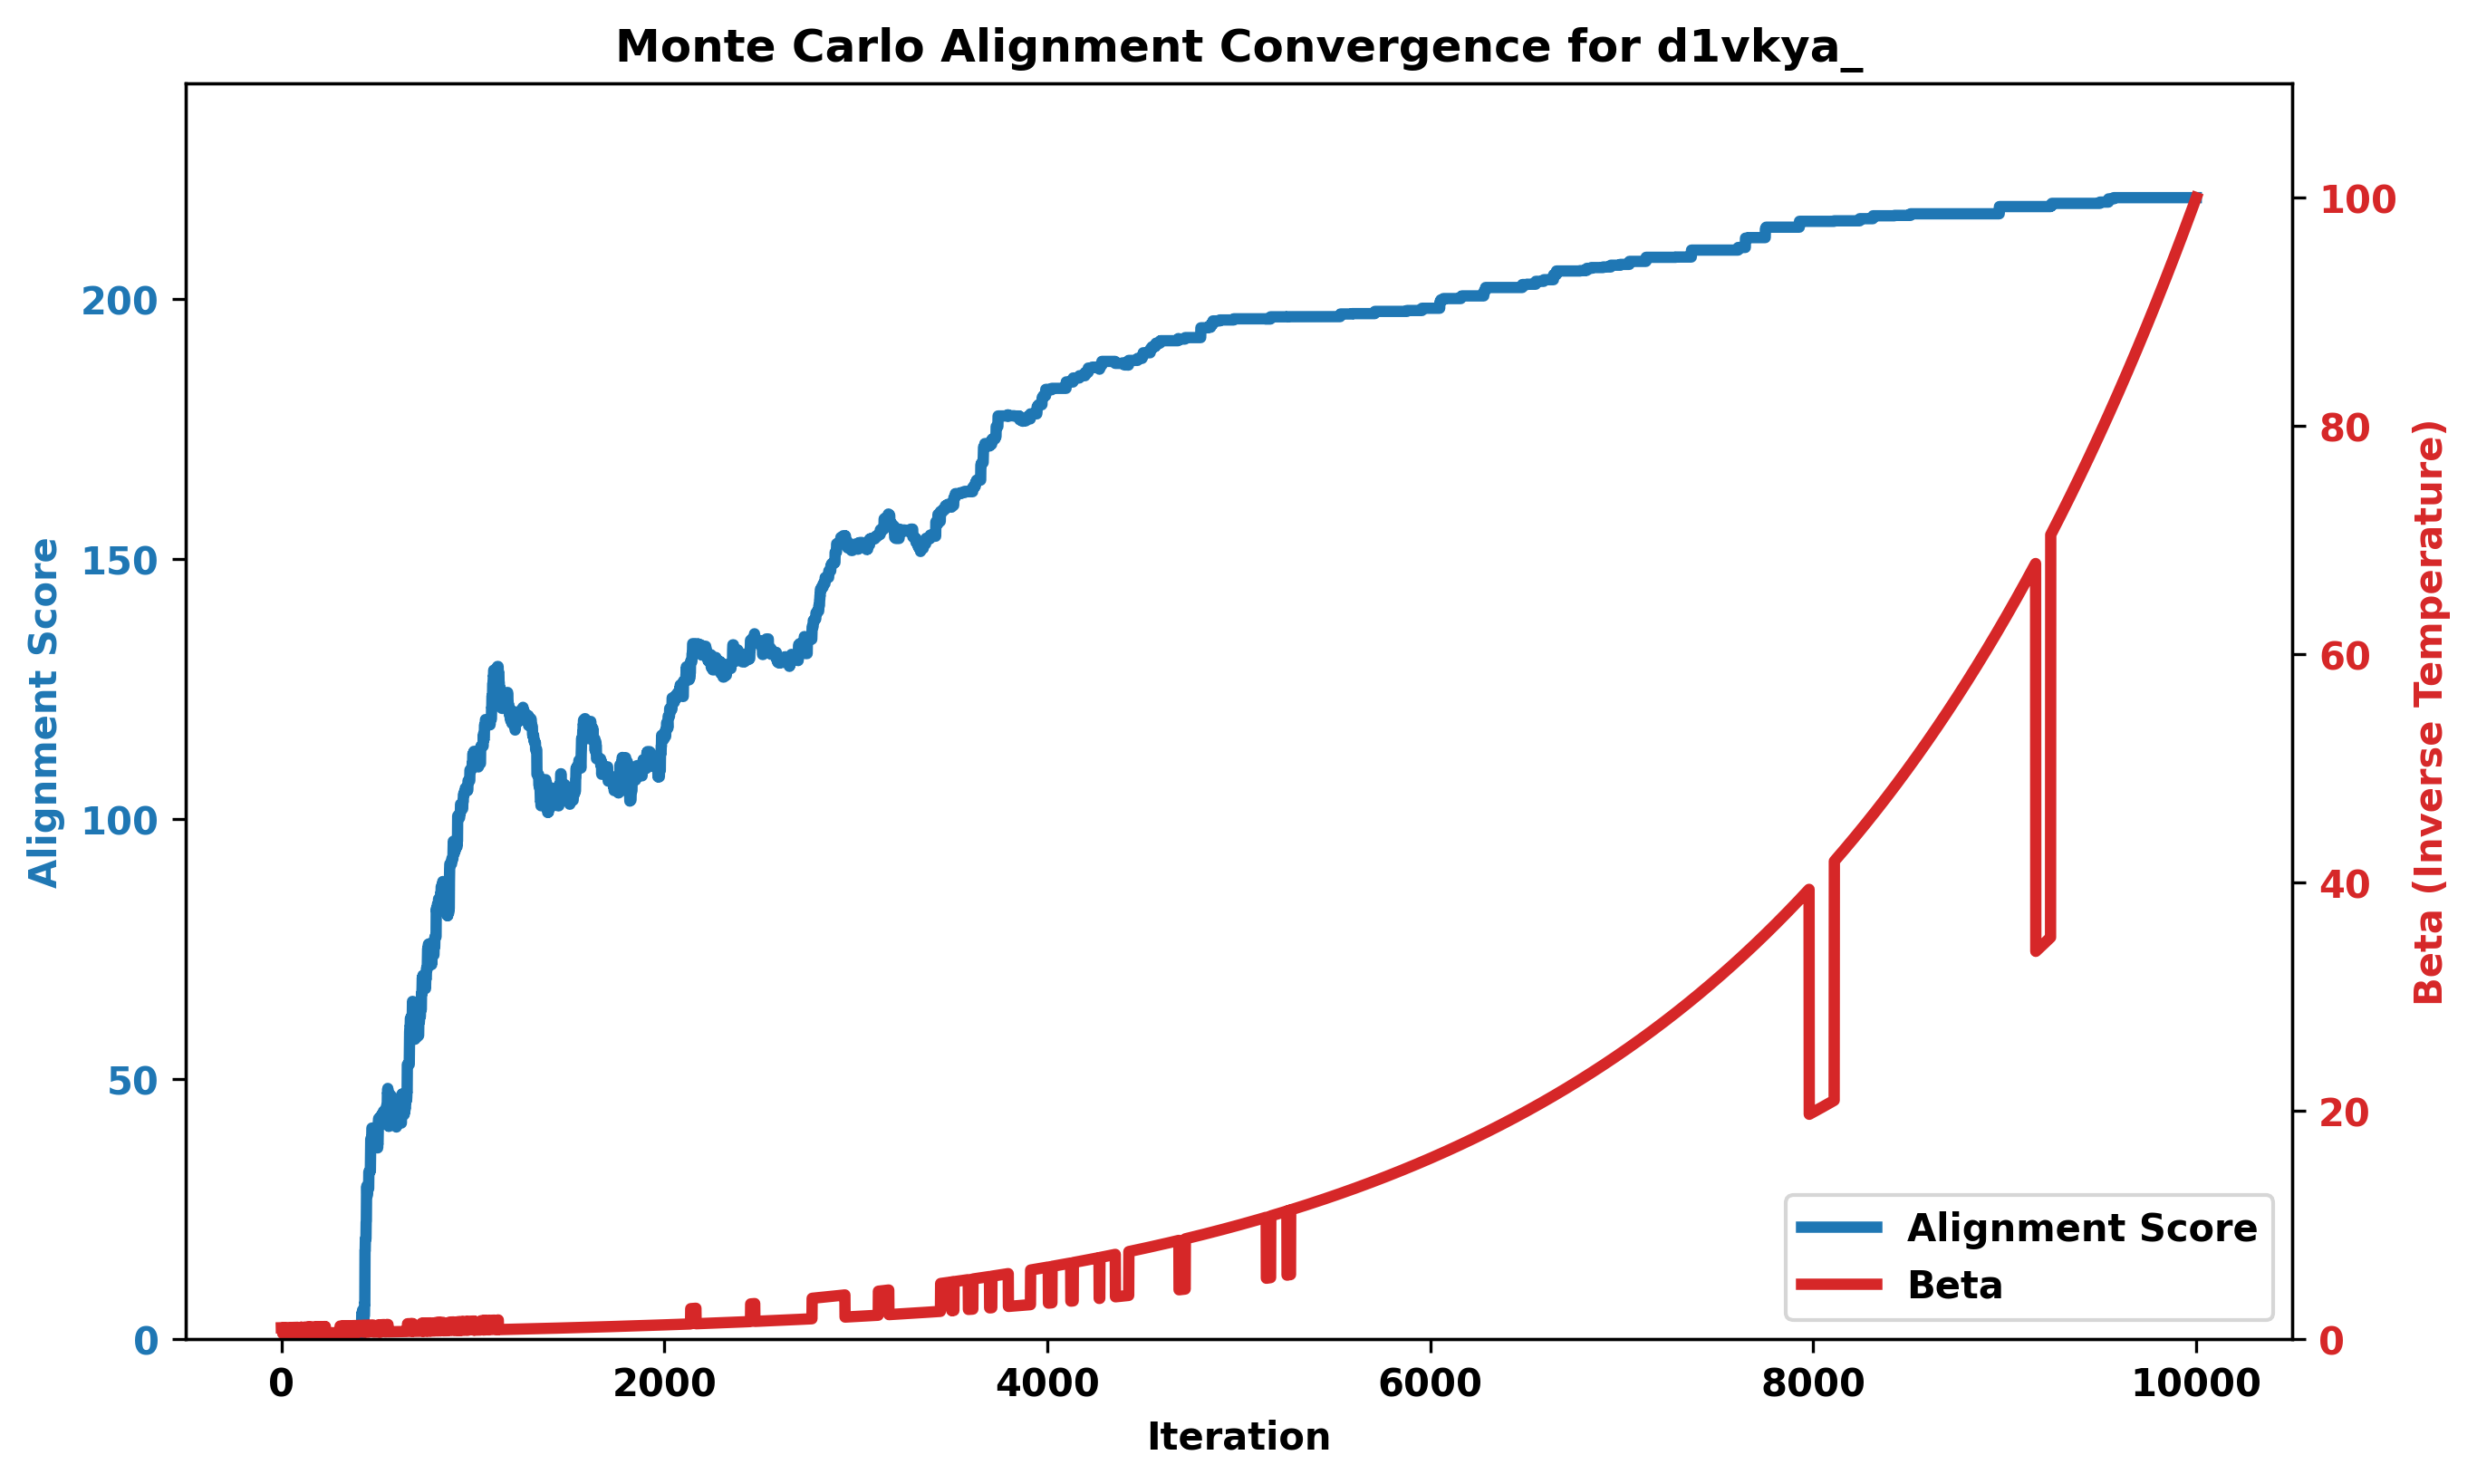 Monte Carlo Alignment Convergence for d1vkya_
Alignment Score
200
150
100
50
0
100
80
60
40
20
0
Beta (Inverse Temperature)
Alignment Score
Beta
0 2000 4000 6000 8000 10000
Iteration